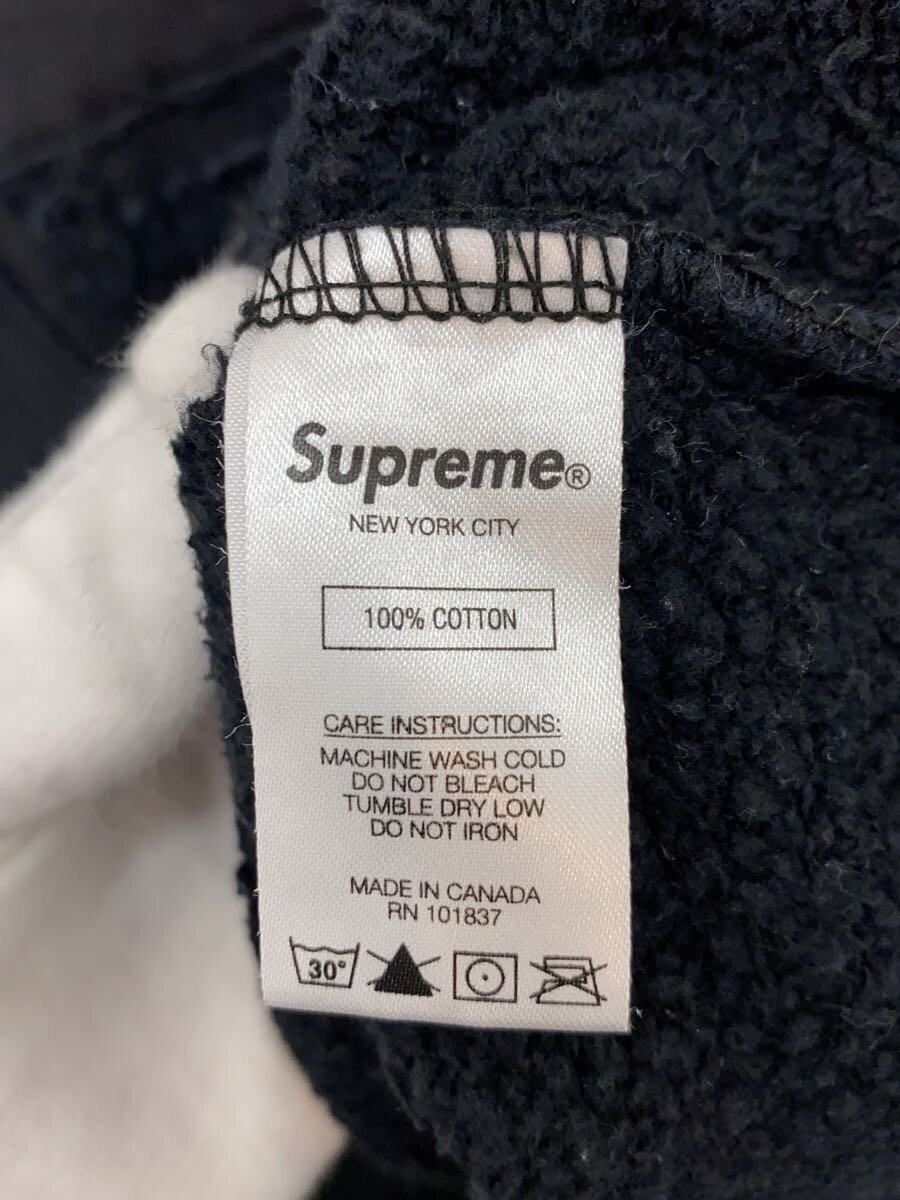 Supreme®
NEW YORK CITY
100% COTTON
CARE INSTRUCTIONS:
MACHINE WASH COLD
DO NOT BLEACH
TUMBLE DRY LOW
DO NOT IRON
MADE IN CANADA
RN 101837
30°